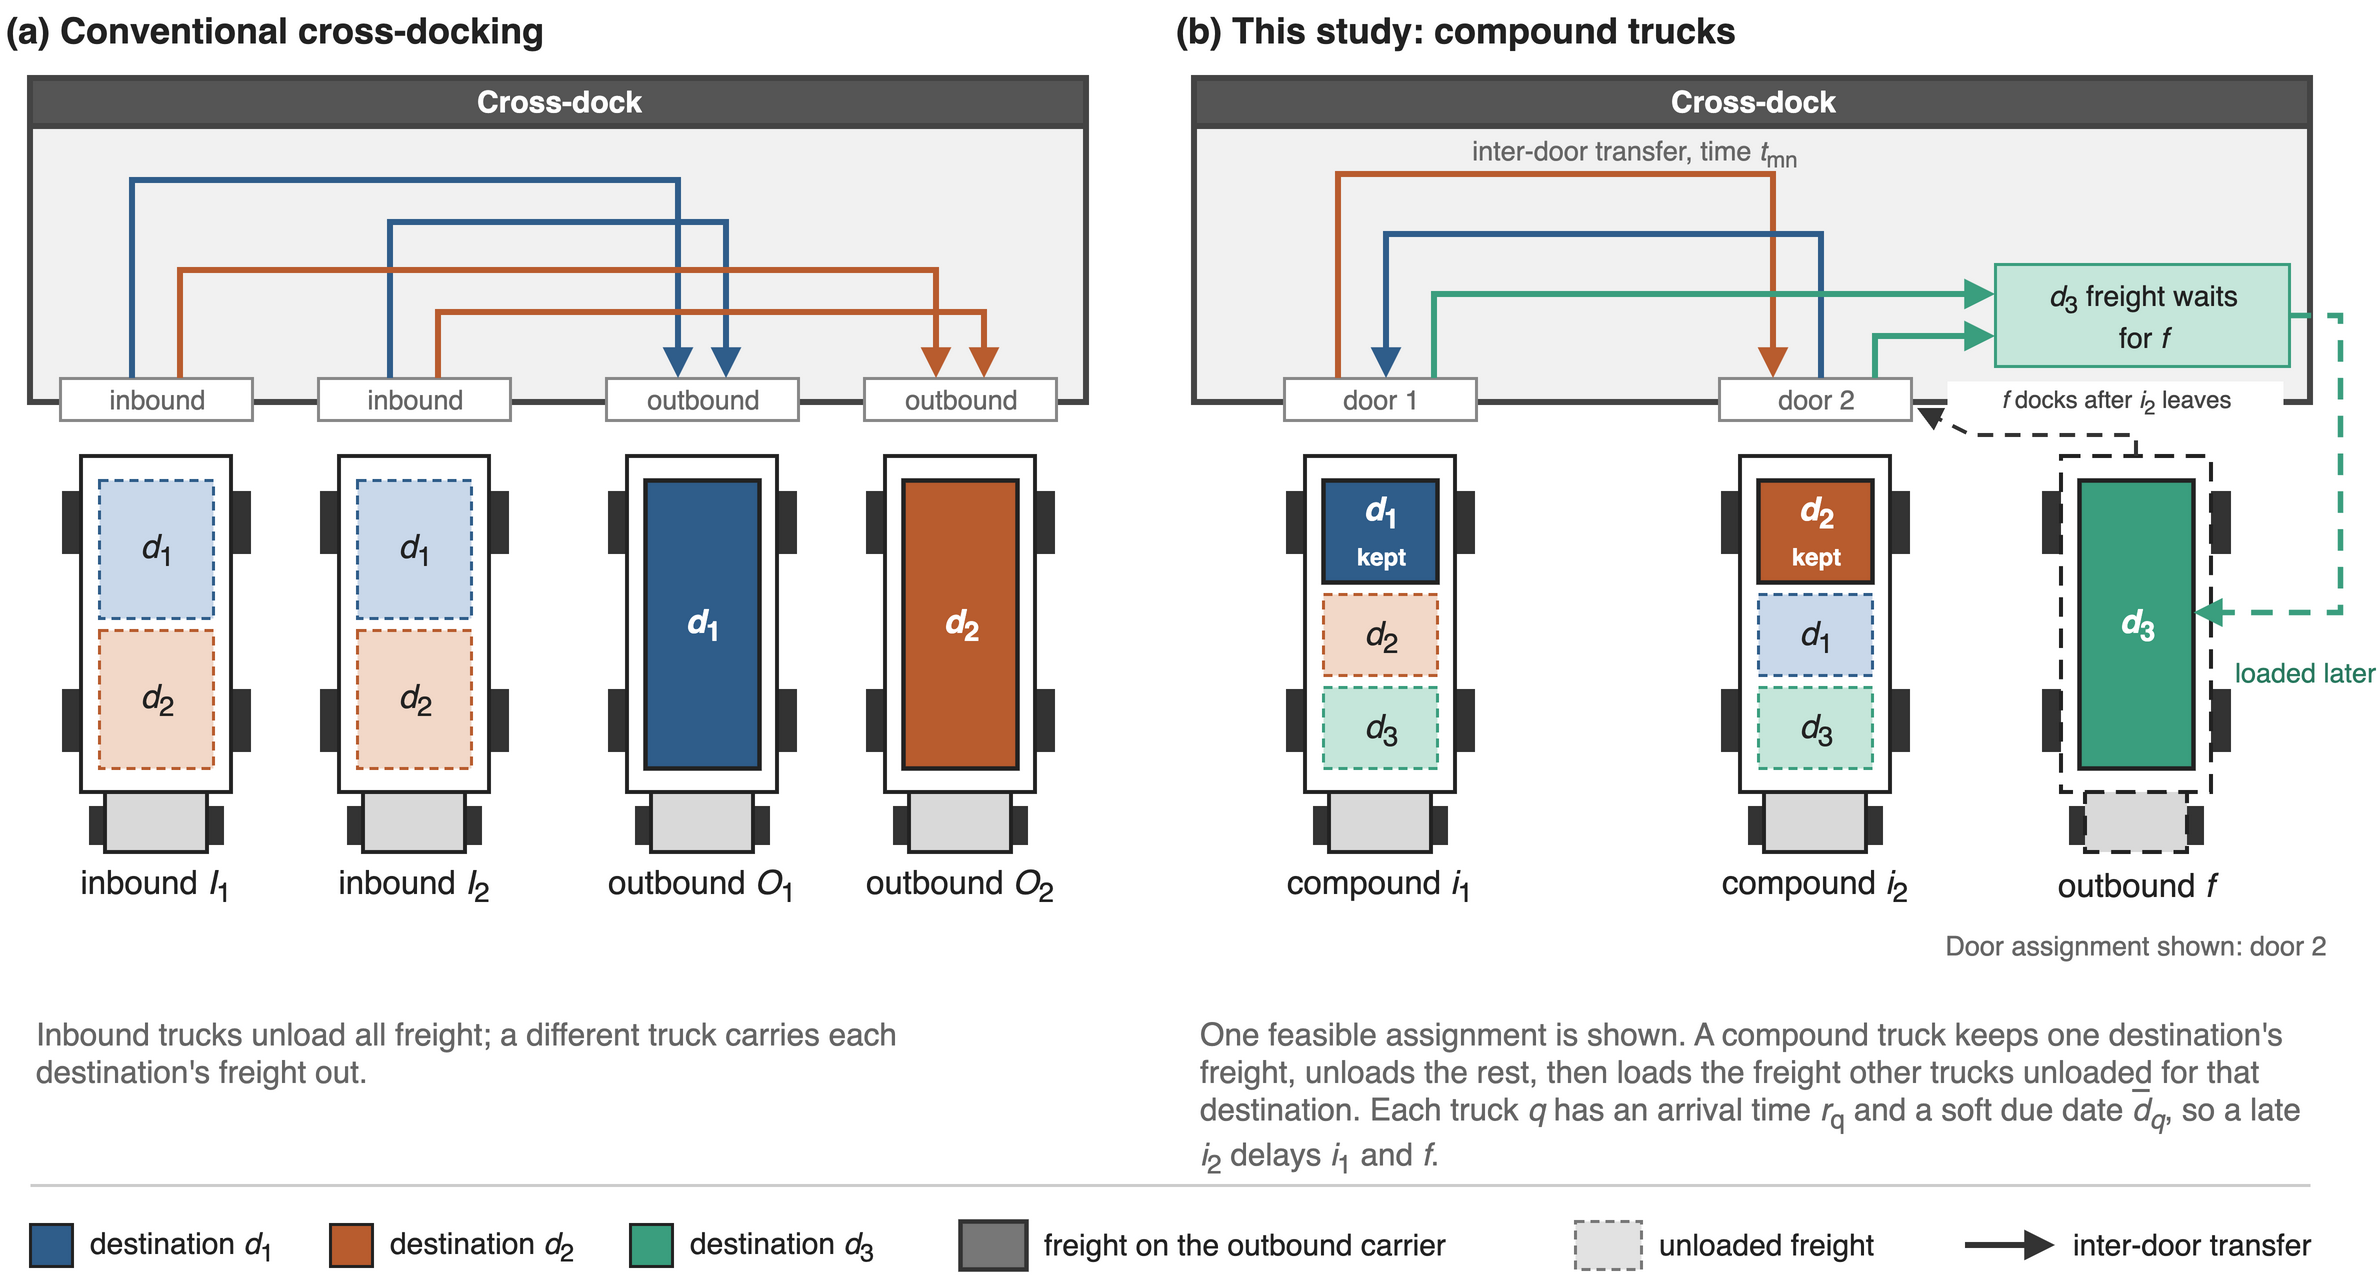 (a) Conventional cross-docking
Cross-dock
inbound
inbound
outbound
outbound
d1
d2
d1
d2
d1
d2
inbound I1
inbound I2
outbound O1
outbound O2
Inbound trucks unload all freight; a different truck carries each
destination's freight out.
(b) This study: compound trucks
Cross-dock
inter-door transfer, time tmn
d3 freight waits
for f
door 1
door 2
f docks after i2 leaves
d1
kept
d2
d3
d2
kept
d1
d3
d3
loaded later
compound i1
compound i2
outbound f
Door assignment shown: door 2
One feasible assignment is shown. A compound truck keeps one destination's
freight, unloads the rest, then loads the freight other trucks unloaded for that
destination. Each truck q has an arrival time rq and a soft due date d̅q, so a late
i2 delays i1 and f.
destination d1
destination d2
destination d3
freight on the outbound carrier
unloaded freight
inter-door transfer